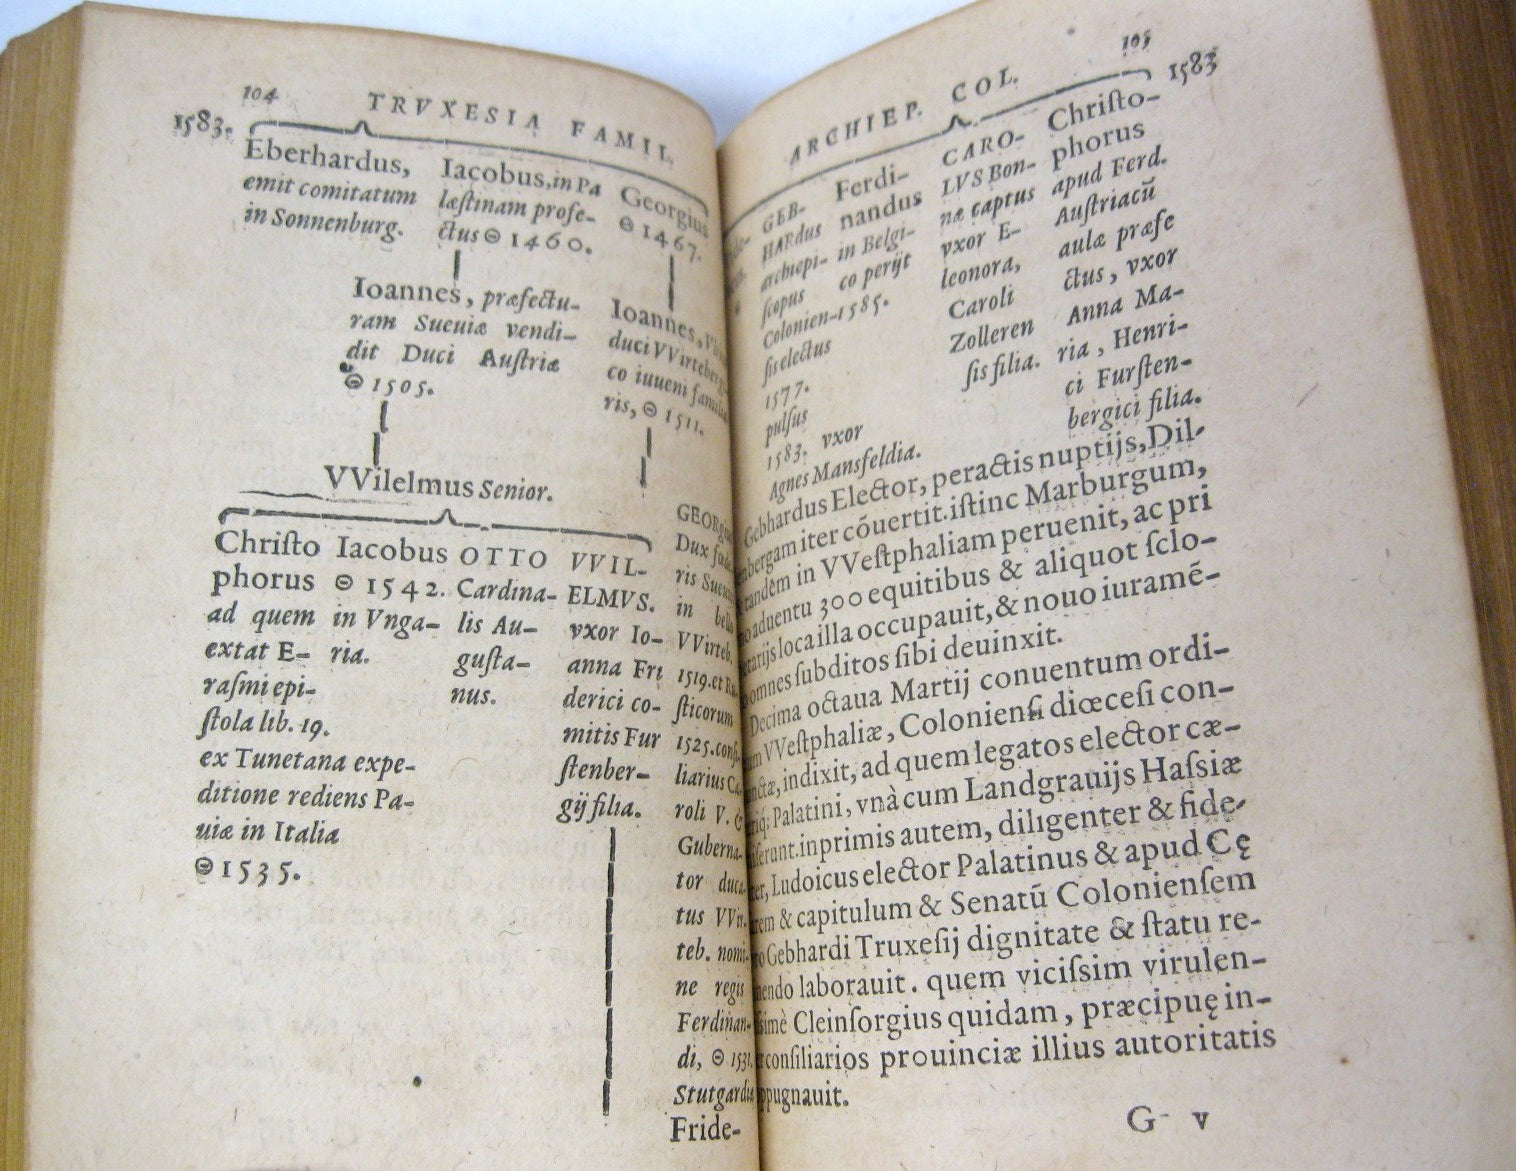 104
TRVXESIA FAMIL.
1583.
Eberhardus,
emit comitatum
in Sonnenburg.
Iacobus, in Pa
læſtinam profe-
ctus Θ 1460.
Georgius
Θ 1467.
Ioannes, præfectu-
ram Sueuiæ vendi-
dit Duci Auſtriæ
Θ 1505.
Ioannes,
duci VVirteberg
co iuueni familia
ris, Θ 1511.
VVilelmus Senior.
Chriſto
phorus
ad quem
extat E-
raſmi epi-
ſtola lib. 19.
ex Tunetana expe-
ditione rediens Pa-
uiæ in Italia
Θ 1535.
Iacobus
Θ 1542.
in Vnga-
ria.
OTTO
Cardina-
lis Au-
guſta-
nus.
VVIL-
ELMVS.
vxor Io-
anna Fri
derici co-
mitis Fur
ſtenber-
gij filia.
GEORgius
Dux
ris Sueui
in bello
VVirteb.
1519. et Ru-
ſticorum
1525. conſi-
liarius Ca-
roli V. &
Guberna-
tor duca-
tus VVir-
teb. nomi-
ne regis
Ferdinan-
di, Θ 1531.
Stutgardiæ
Fride-
105
ARCHIEP. COL.
1583
GEB-
HARdus
archiepi-
ſcopus
Colonien-
ſis electus
1577.
pulſus
1583. vxor
Agnes Mansfeldia.
Ferdi-
nandus
in Belgi-
co perijt
1585.
CARO-
LVS Bon-
næ captus
vxor E-
leonora,
Caroli
Zolleren
ſis filia.
Chriſto-
phorus
apud Ferd.
Auſtriacū
aulæ præfe
ctus, vxor
Anna Ma-
ria, Henri-
ci Furſten-
bergici filia.
Gebhardus Elector, peractis nuptijs, Dil-
bergam iter cōuertit. iſtinc Marburgum,
tandem in VVeſtphaliam peruenit, ac pri
aduentu 300 equitibus & aliquot ſclo-
loca illa occupauit, & nouo iuramē-
omnes ſubditos ſibi deuinxit.
Decima octaua Martij conuentum ordi-
VVeſtphaliæ, Colonienſi diœceſi con-
indixit, ad quem legatos elector cæ-
Palatini, vnà cum Landgrauijs Haſsiæ
inprimis autem, diligenter & fide-
Ludoicus elector Palatinus & apud Cę
& capitulum & Senatū Colonienſem
Gebhardi Truxeſij dignitate & ſtatu re-
laborauit. quem viciſsim virulen-
Cleinſorgius quidam, præcipuę in-
conſiliarios prouinciæ illius autoritatis
G v